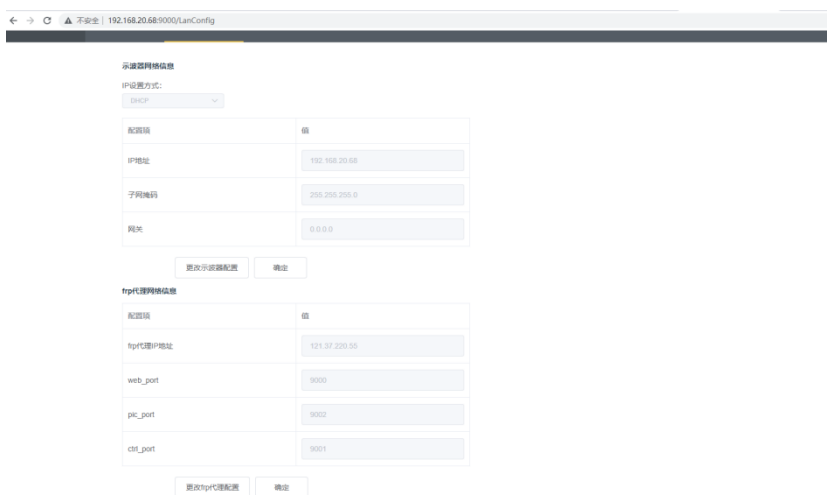 不安全 | 192.168.20.68:9000/LanConfig
示波器网络信息
IP设置方式:
DHCP
配置项 值
IP地址 192.168.20.68
子网掩码 255.255.255.0
网关 0.0.0.0
更改示波器配置 确定
frp代理网络信息
配置项 值
frp代理IP地址 121.37.220.55
web_port 9000
pic_port 9002
ctrl_port 9001
更改frp代理配置 确定